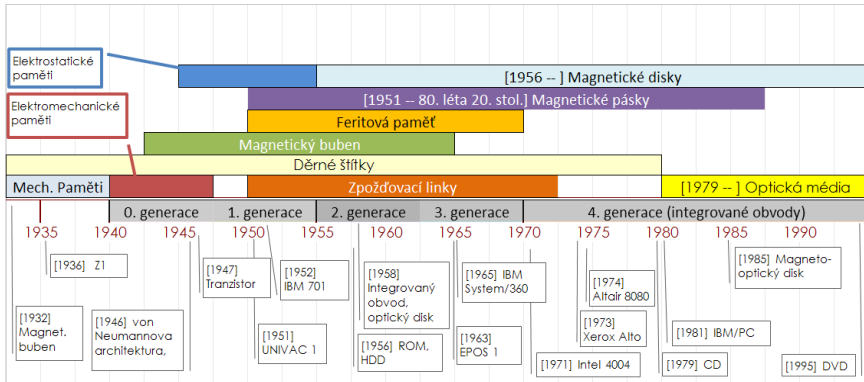 Elektrostatické
paměti
[1956 -- ] Magnetické disky
[1951 -- 80. léta 20. stol.] Magnetické pásky
Elektromechanické
paměti
Feritová paměť
Magnetický buben
Děrné štítky
Mech. Paměti
Zpožďovací linky
[1979 -- ] Optická média
0. generace
1. generace
2. generace
3. generace
4. generace (integrované obvody)
1935
1940
1945
1950
1955
1960
1965
1970
1975
1980
1985
1990
[1936] Z1
[1947]
Tranzistor
[1952]
IBM 701
[1958]
Integrovaný
obvod,
optický disk
[1965] IBM
System/360
[1974]
Altair 8080
[1985] Magneto-
optický disk
[1932]
Magnet.
buben
[1946] von
Neumannova
architektura,
[1951]
UNIVAC 1
[1956] ROM,
HDD
[1963]
EPOS 1
[1973]
Xerox Alto
[1981] IBM/PC
[1971] Intel 4004
[1979] CD
[1995] DVD